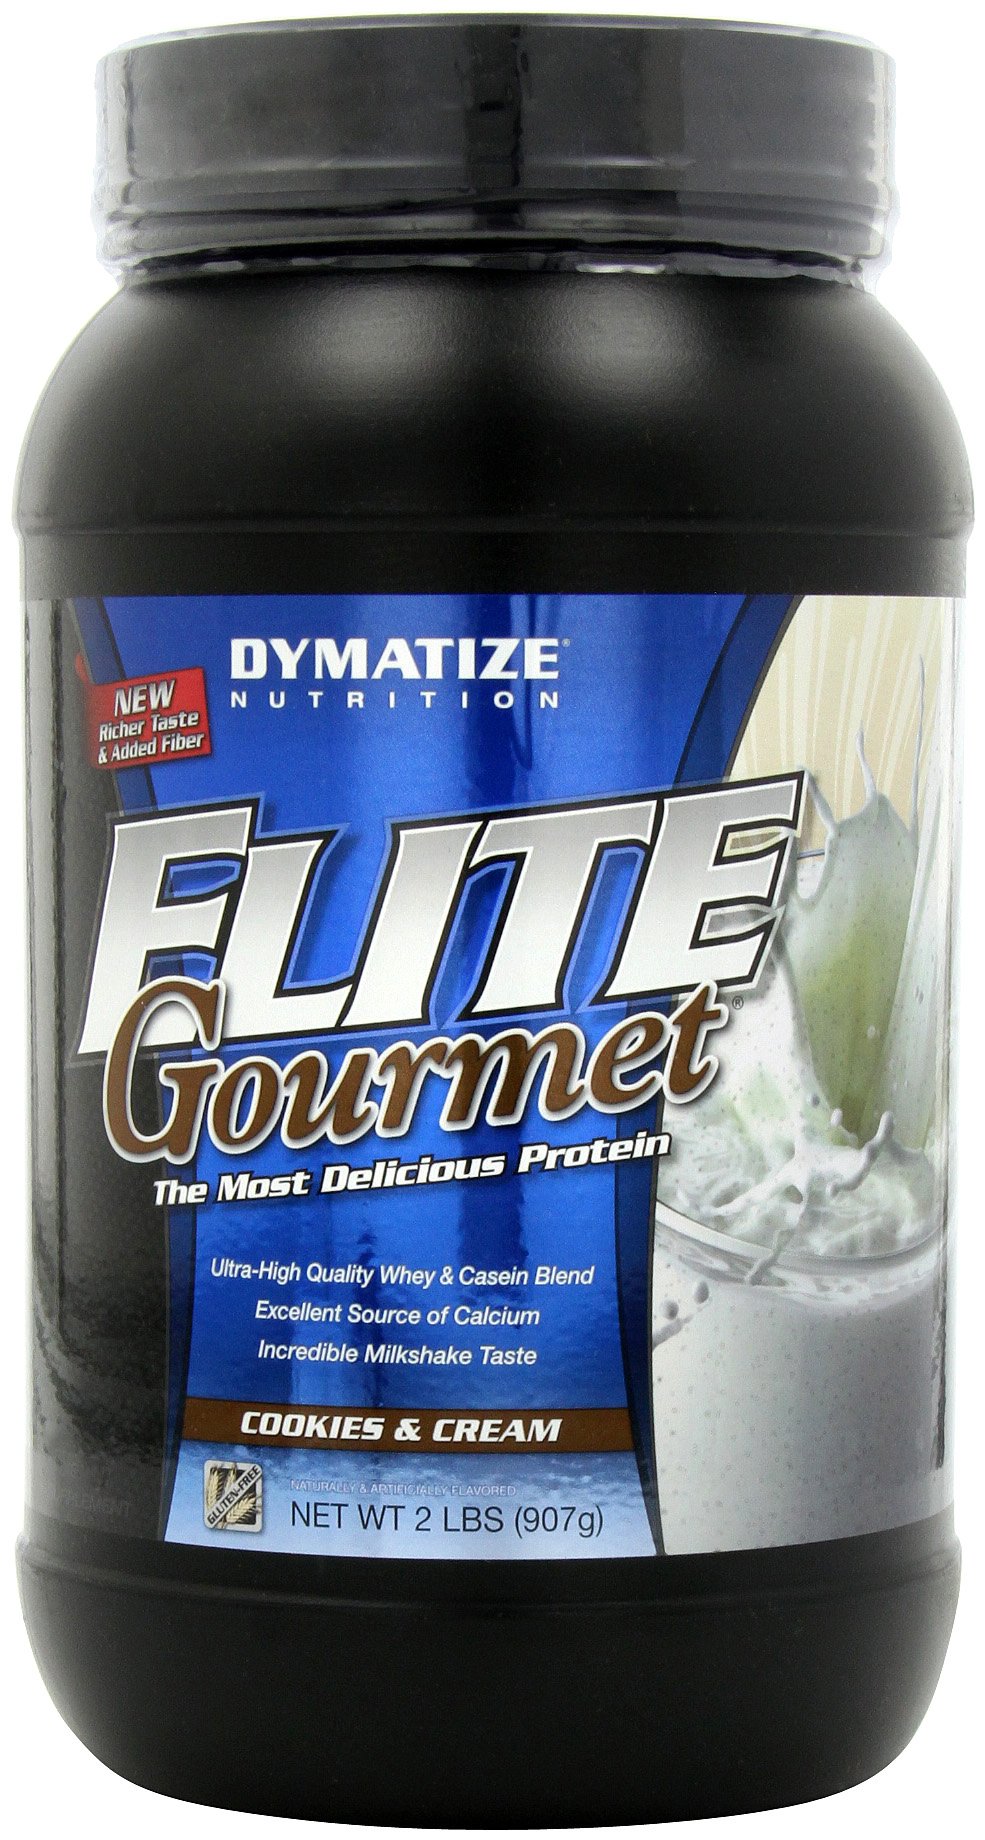 DYMATIZE®
NUTRITION
NEW
Richer Taste
& Added Fiber
ELITE
Gourmet®
The Most Delicious Protein
Ultra-High Quality Whey & Casein Blend
Excellent Source of Calcium
Incredible Milkshake Taste
COOKIES & CREAM
GLUTEN-FREE
NATURALLY & ARTIFICIALLY FLAVORED
NET WT 2 LBS (907g)